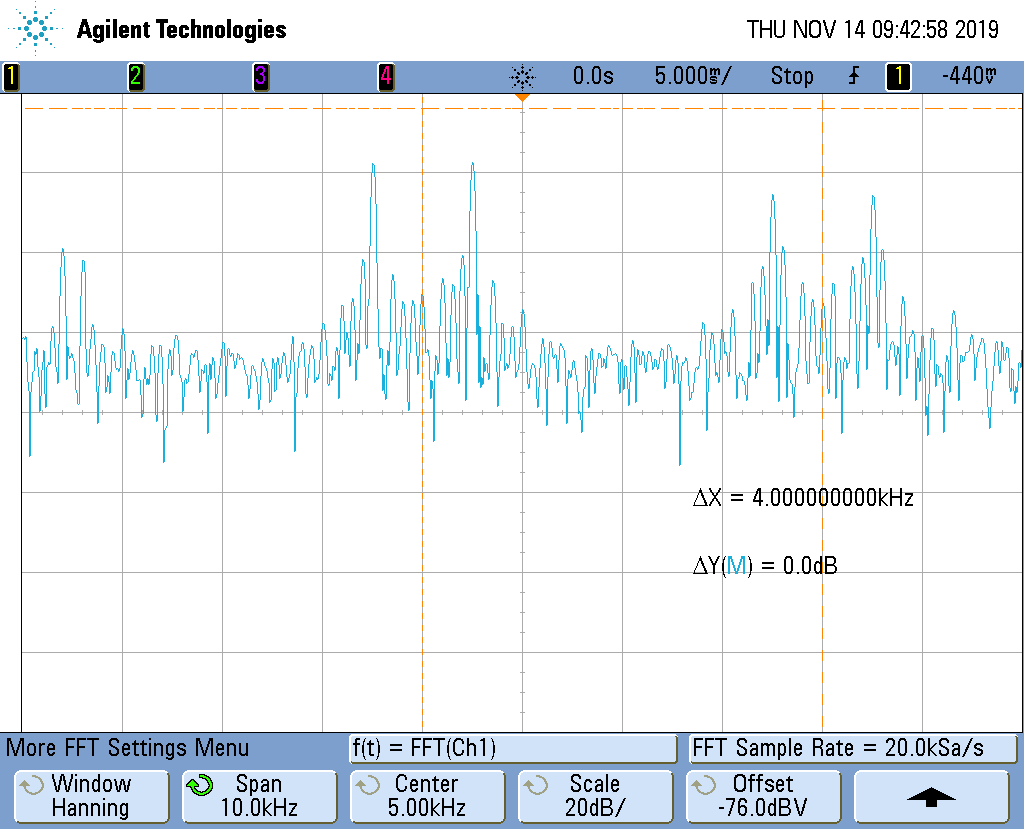 Agilent Technologies THU NOV 14 09:42:58 2019
1 2 3 4 0.0s 5.000m/ Stop 1 -440mV
ΔX = 4.000000000kHz
ΔY(M) = 0.0dB
More FFT Settings Menu f(t) = FFT(Ch1) FFT Sample Rate = 20.0kSa/s
Window Span Center Scale Offset
Hanning 10.0kHz 5.00kHz 20dB/ -76.0dBV